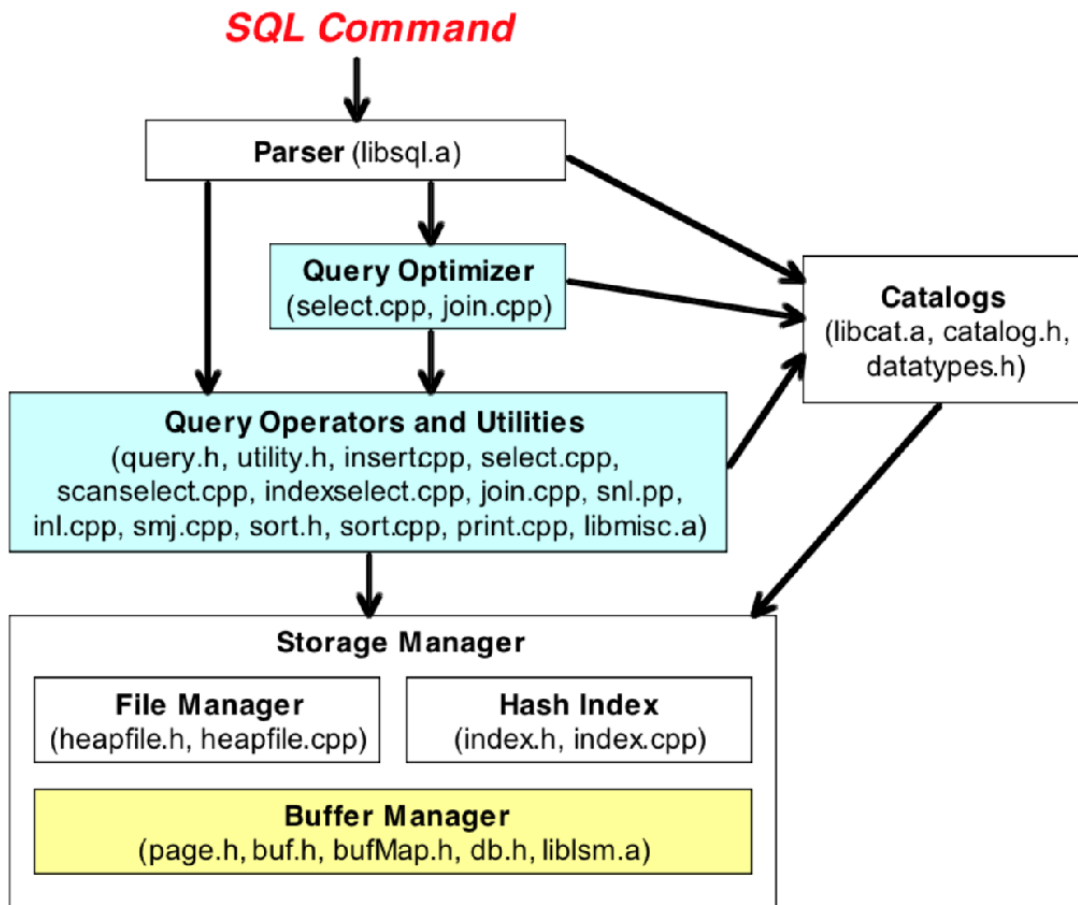 SQL Command
Parser (libsql.a)
Query Optimizer
(select.cpp, join.cpp)
Catalogs
(libcat.a, catalog.h,
datatypes.h)
Query Operators and Utilities
(query.h, utility.h, insert.cpp, select.cpp,
scanselect.cpp, indexselect.cpp, join.cpp, snl.pp,
inl.cpp, smj.cpp, sort.h, sort.cpp, print.cpp, libmisc.a)
Storage Manager
File Manager
(heapfile.h, heapfile.cpp)
Hash Index
(index.h, index.cpp)
Buffer Manager
(page.h, buf.h, bufMap.h, db.h, liblsm.a)